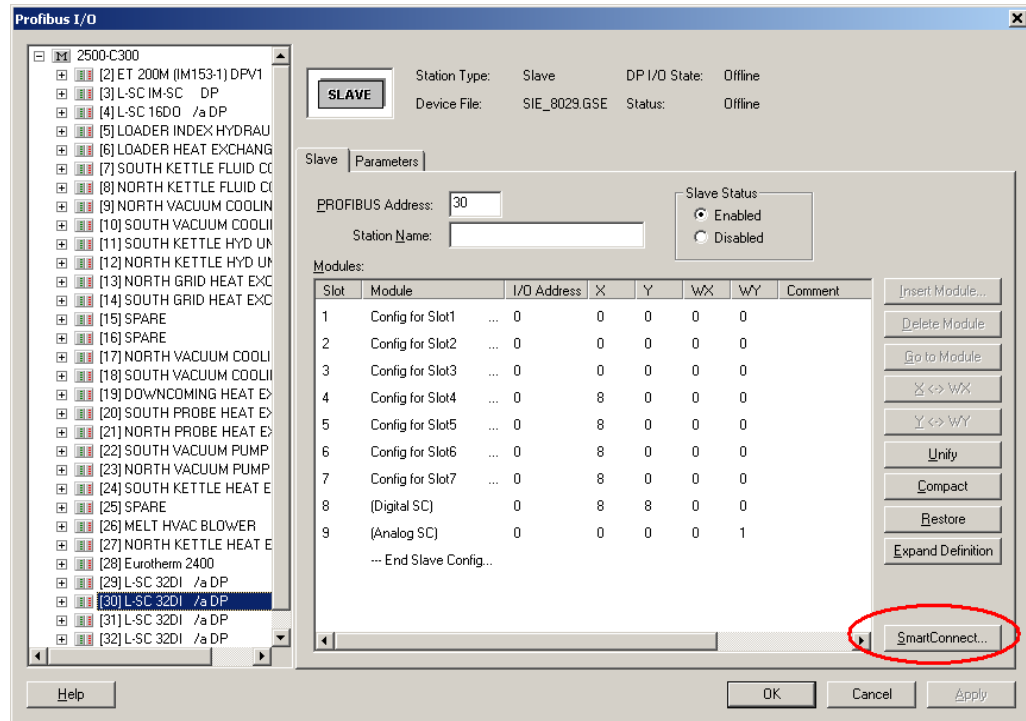 Profibus I/O
2500-C300
[2] ET 200M (IM153-1) DPV1
[3] L-SC IM-SC DP
[4] L-SC 16DO /a DP
[5] LOADER INDEX HYDRAU
[6] LOADER HEAT EXCHANG
[7] SOUTH KETTLE FLUID CO
[8] NORTH KETTLE FLUID CO
[9] NORTH VACUUM COOLIN
[10] SOUTH VACUUM COOLII
[11] SOUTH KETTLE HYD UN
[12] NORTH KETTLE HYD UN
[13] NORTH GRID HEAT EXC
[14] SOUTH GRID HEAT EXC
[15] SPARE
[16] SPARE
[17] NORTH VACUUM COOLI
[18] SOUTH VACUUM COOLII
[19] DOWNCOMING HEAT EX
[20] SOUTH PROBE HEAT EX
[21] NORTH PROBE HEAT EX
[22] SOUTH VACUUM PUMP
[23] NORTH VACUUM PUMP
[24] SOUTH KETTLE HEAT E
[25] SPARE
[26] MELT HVAC BLOWER
[27] NORTH KETTLE HEAT E
[28] Eurotherm 2400
[29] L-SC 32DI /a DP
[30] L-SC 32DI /a DP
[31] L-SC 32DI /a DP
[32] L-SC 32DI /a DP
SLAVE
Station Type: Slave DP I/O State: Offline
Device File: SIE_8029.GSE Status: Offline
Slave Parameters
PROFIBUS Address: 30
Station Name:
Slave Status
Enabled
Disabled
Modules:
Slot Module I/O Address X Y WX WY Comment
1 Config for Slot1 ... 0 0 0 0 0
2 Config for Slot2 ... 0 0 0 0 0
3 Config for Slot3 ... 0 0 0 0 0
4 Config for Slot4 ... 0 8 0 0 0
5 Config for Slot5 ... 0 8 0 0 0
6 Config for Slot6 ... 0 8 0 0 0
7 Config for Slot7 ... 0 8 0 0 0
8 (Digital SC) 0 8 8 0 0
9 (Analog SC) 0 0 0 0 1
--- End Slave Config...
Insert Module...
Delete Module
Go to Module
X <-> WX
Y <-> WY
Unify
Compact
Restore
Expand Definition
SmartConnect...
Help
OK
Cancel
Apply